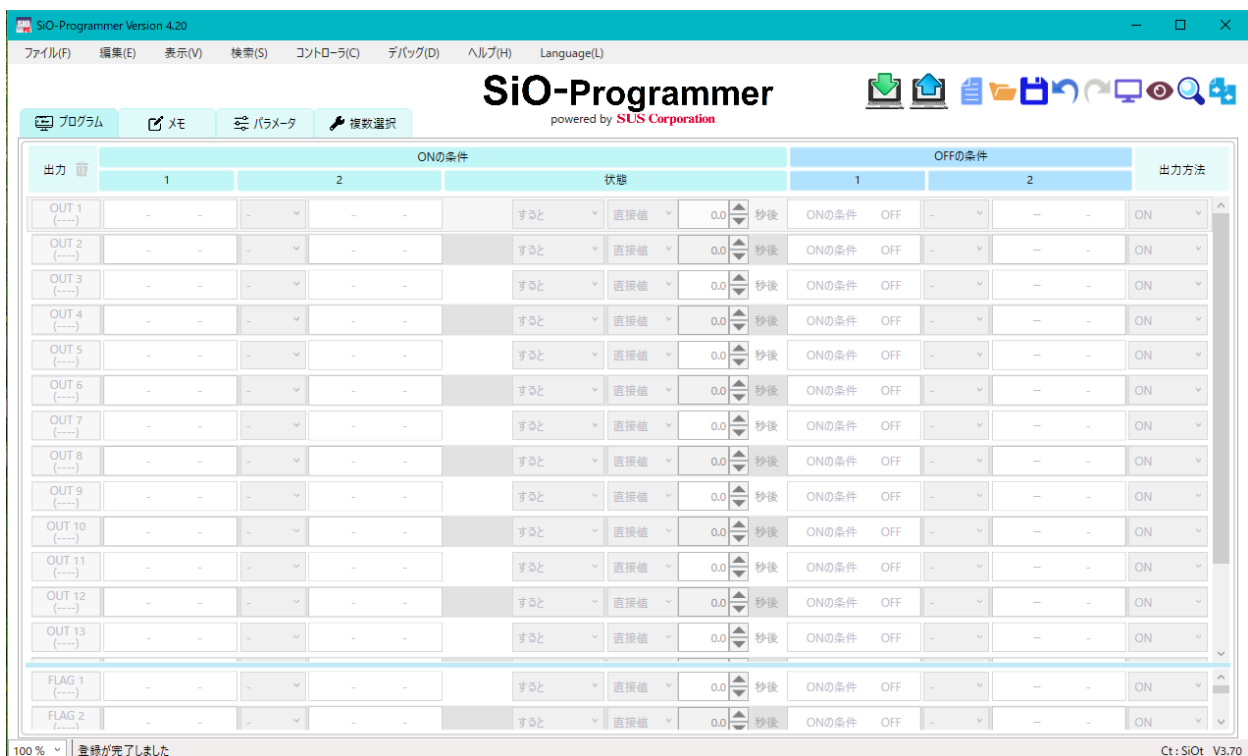 SiO-Programmer Version 4.20
ファイル(F) 編集(E) 表示(V) 検索(S) コントローラ(C) デバッグ(D) ヘルプ(H) Language(L)
SiO-Programmer
powered by SUS Corporation
プログラム メモ パラメータ 複数選択
出力 ONの条件 OFFの条件 出力方法
1 2 状態 1 2
OUT 1 (----) - - - - - すると 直接値 0.0 秒後 ONの条件 OFF - - - ON
OUT 2 (----) - - - - - すると 直接値 0.0 秒後 ONの条件 OFF - - - ON
OUT 3 (----) - - - - - すると 直接値 0.0 秒後 ONの条件 OFF - - - ON
OUT 4 (----) - - - - - すると 直接値 0.0 秒後 ONの条件 OFF - - - ON
OUT 5 (----) - - - - - すると 直接値 0.0 秒後 ONの条件 OFF - - - ON
OUT 6 (----) - - - - - すると 直接値 0.0 秒後 ONの条件 OFF - - - ON
OUT 7 (----) - - - - - すると 直接値 0.0 秒後 ONの条件 OFF - - - ON
OUT 8 (----) - - - - - すると 直接値 0.0 秒後 ONの条件 OFF - - - ON
OUT 9 (----) - - - - - すると 直接値 0.0 秒後 ONの条件 OFF - - - ON
OUT 10 (----) - - - - - すると 直接値 0.0 秒後 ONの条件 OFF - - - ON
OUT 11 (----) - - - - - すると 直接値 0.0 秒後 ONの条件 OFF - - - ON
OUT 12 (----) - - - - - すると 直接値 0.0 秒後 ONの条件 OFF - - - ON
OUT 13 (----) - - - - - すると 直接値 0.0 秒後 ONの条件 OFF - - - ON
FLAG 1 (----) - - - - - すると 直接値 0.0 秒後 ONの条件 OFF - - - ON
FLAG 2 (----) - - - - - すると 直接値 0.0 秒後 ONの条件 OFF - - - ON
100 % 登録が完了しました Ct : SiOt V3.70